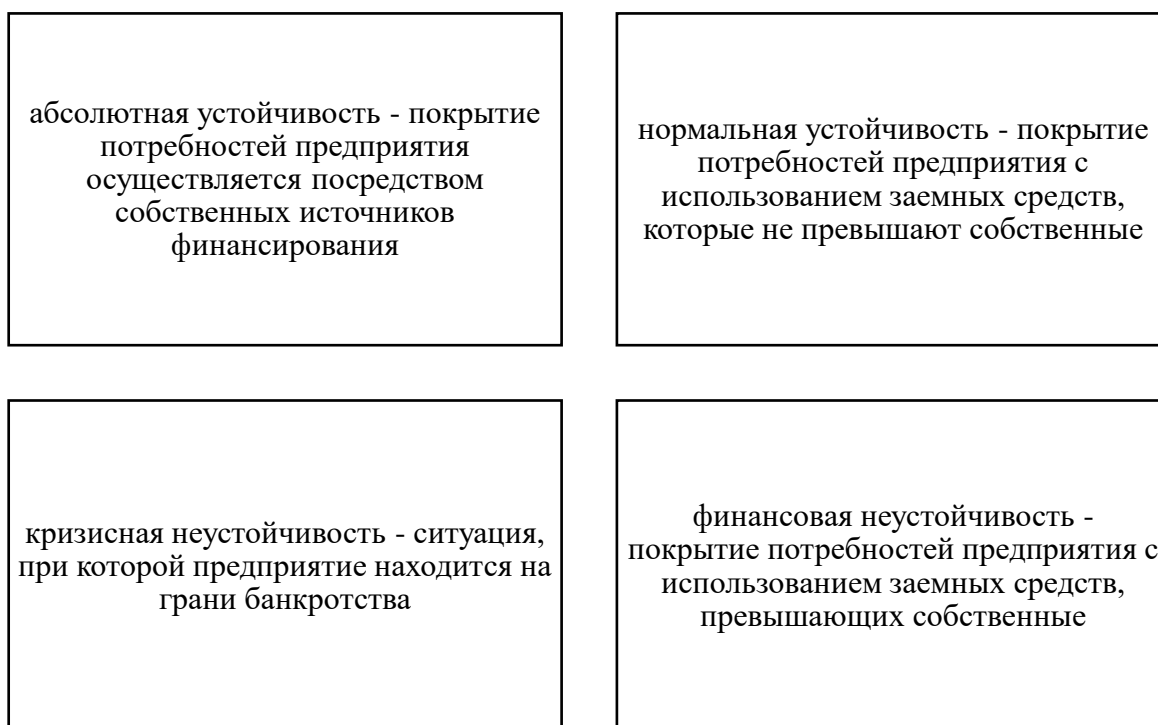 абсолютная устойчивость - покрытие
потребностей предприятия
осуществляется посредством
собственных источников
финансирования
нормальная устойчивость - покрытие
потребностей предприятия с
использованием заемных средств,
которые не превышают собственные
кризисная неустойчивость - ситуация,
при которой предприятие находится на
грани банкротства
финансовая неустойчивость -
покрытие потребностей предприятия с
использованием заемных средств,
превышающих собственные